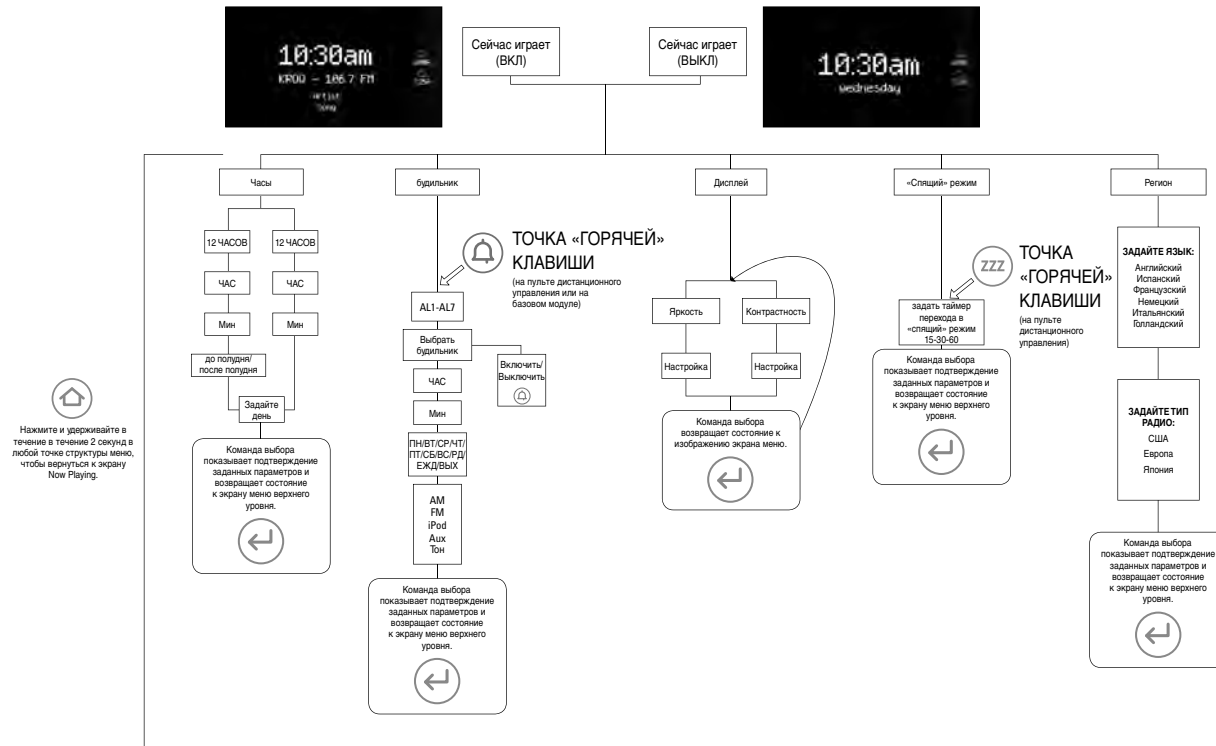 10:30am
KROQ – 106.7 FM
Artist
Song
Сейчас играет
(ВКЛ)
Сейчас играет
(ВЫКЛ)
10:30am
wednesday
Часы
12 ЧАСОВ
12 ЧАСОВ
ЧАС
ЧАС
Мин
Мин
до полудня/
после полудня
Задайте
день
Команда выбора
показывает подтверждение
заданных параметров и
возвращает состояние
к экрану меню верхнего
уровня.
будильник
ТОЧКА «ГОРЯЧЕЙ»
КЛАВИШИ
(на пульте дистанционного
управления или на
базовом модуле)
AL1-AL7
Выбрать
будильник
Включить/
Выключить
ЧАС
Мин
ПН/ВТ/СР/ЧТ/
ПТ/СБ/ВС/РД/
ЕЖД/ВЫХ
AM
FM
iPod
Aux
Тон
Команда выбора
показывает подтверждение
заданных параметров и
возвращает состояние
к экрану меню верхнего
уровня.
Дисплей
Яркость
Контрастность
Настройка
Настройка
Команда выбора
возвращает состояние к
изображению экрана меню.
«Спящий» режим
ZZZ
ТОЧКА
«ГОРЯЧЕЙ»
КЛАВИШИ
(на пульте
дистанционного
управления)
задать таймер
перехода в
«спящий» режим
15-30-60
Команда выбора
показывает подтверждение
заданных параметров и
возвращает состояние
к экрану меню верхнего
уровня.
Регион
ЗАДАЙТЕ ЯЗЫК:
Английский
Испанский
Французский
Немецкий
Итальянский
Голландский
ЗАДАЙТЕ ТИП
РАДИО:
США
Европа
Япония
Команда выбора
показывает подтверждение
заданных параметров и
возвращает состояние
к экрану меню верхнего
уровня.
Нажмите и удерживайте в
течение в течение 2 секунд в
любой точке структуры меню,
чтобы вернуться к экрану
Now Playing.